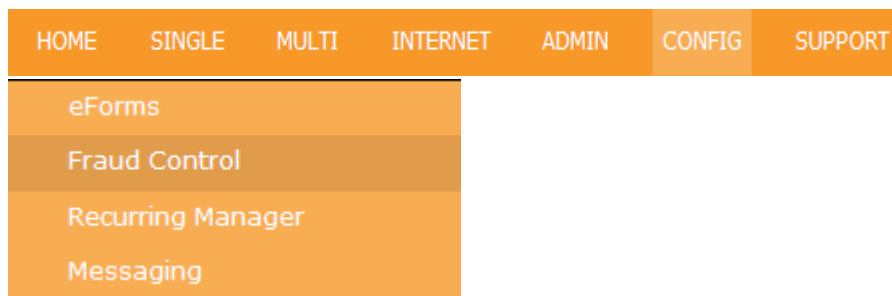 HOME SINGLE MULTI INTERNET ADMIN CONFIG SUPPORT
eForms
Fraud Control
Recurring Manager
Messaging